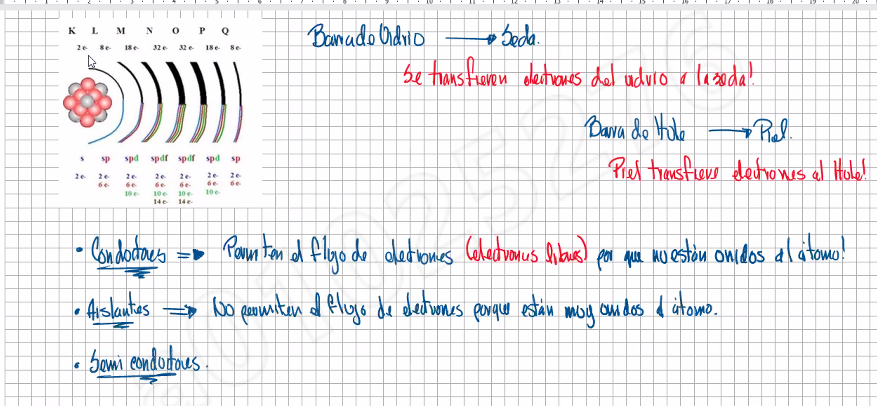 K L M N O P Q
2 e- 8 e- 18 e- 32 e- 32 e- 18 e- 8 e-
s sp spd spdf spdf spd sp
2 e- 2 e- 2 e- 2 e- 2 e- 2 e- 2 e-
6 e- 6 e- 6 e- 6 e- 6 e- 6 e-
10 e- 10 e- 10 e- 10 e-
14 e- 14 e-
Barra de Vidrio → Seda.
Se transfieren electrones del vidrio a la seda!
Barra de Hule → Piel.
Piel transfiere electrones al Hule!
• Conductores => Permiten el flujo de electrones (electrones libres) por que no están unidos al átomo!
• Aislantes => No permiten el flujo de electrones porque están muy unidos al átomo.
• Semi conductores.